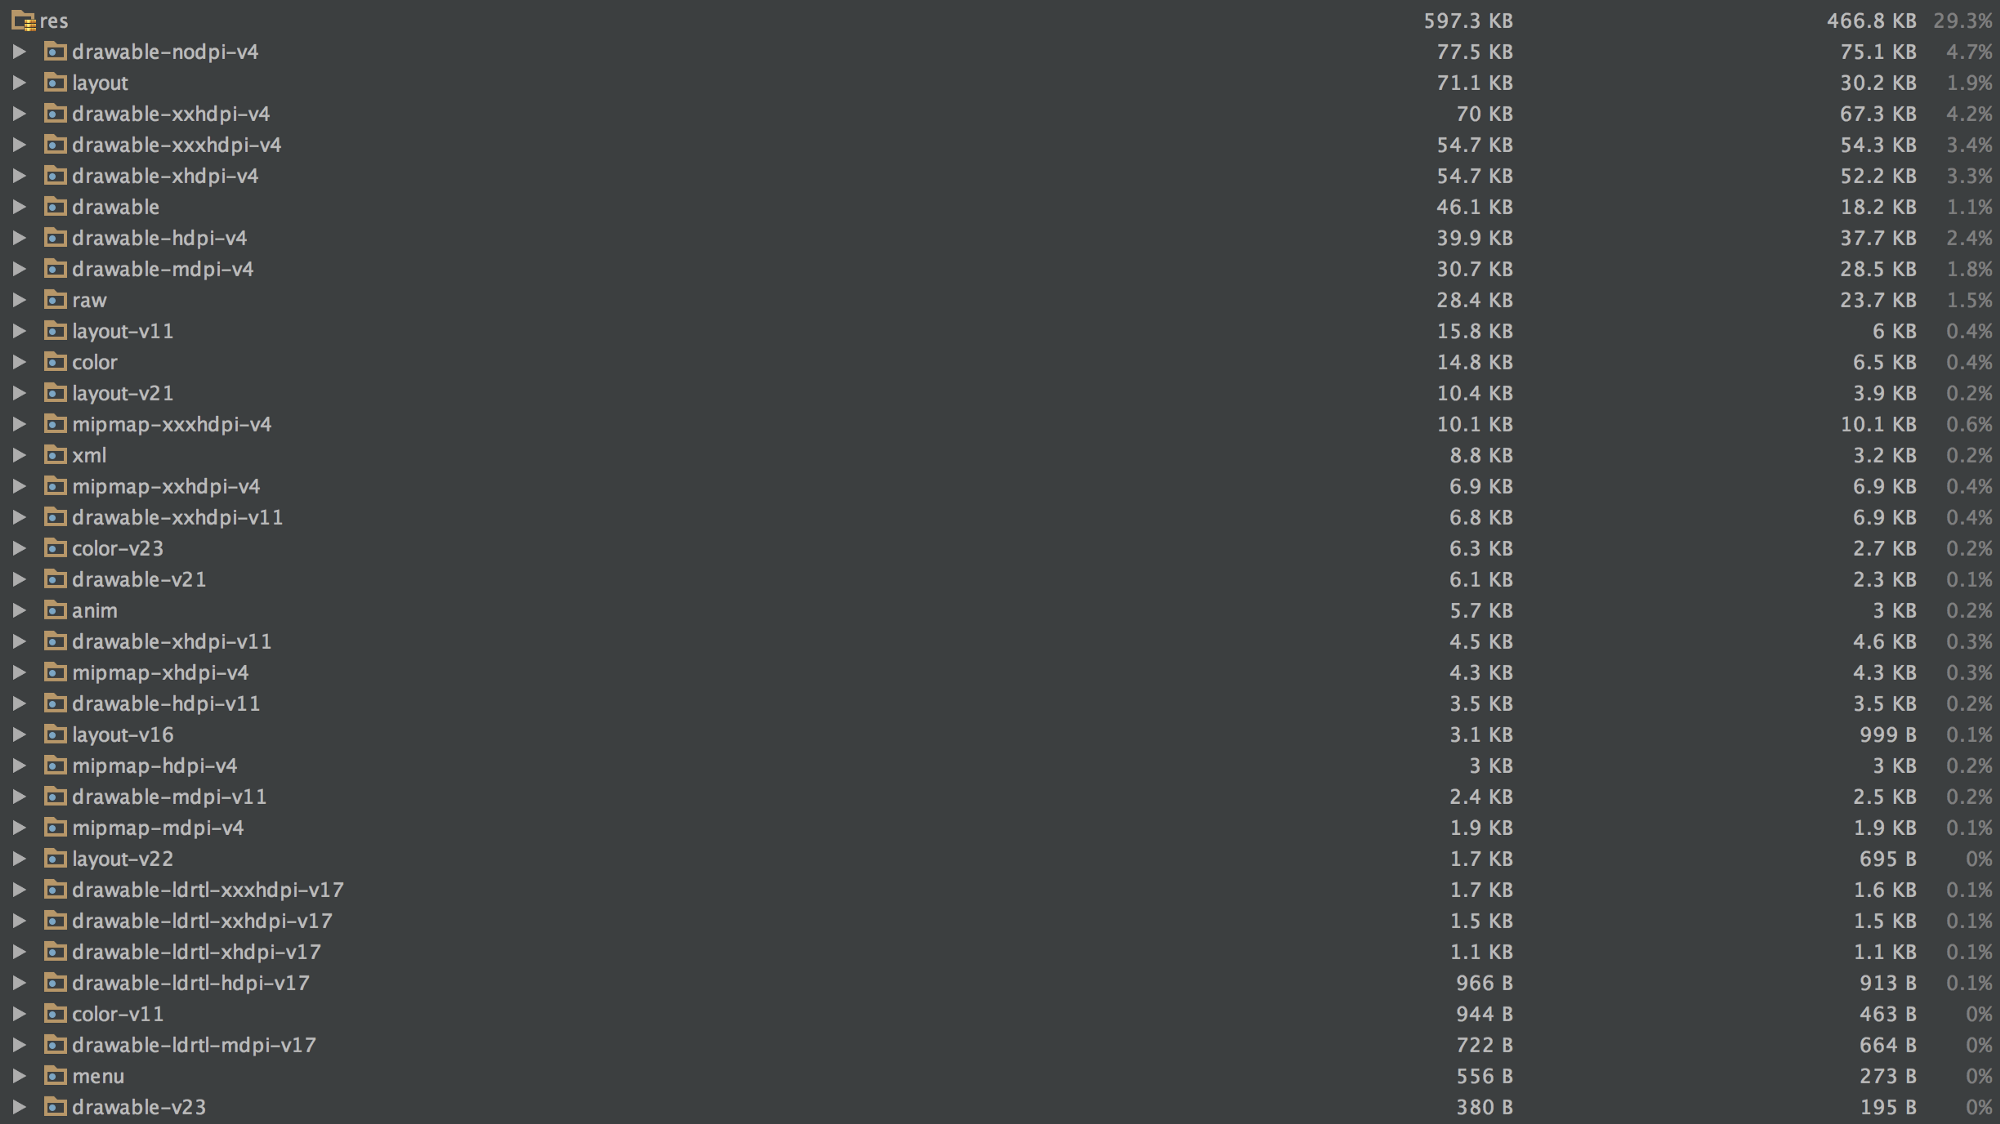 res 597.3 KB 466.8 KB 29.3%
drawable-nodpi-v4 77.5 KB 75.1 KB 4.7%
layout 71.1 KB 30.2 KB 1.9%
drawable-xxhdpi-v4 70 KB 67.3 KB 4.2%
drawable-xxxhdpi-v4 54.7 KB 54.3 KB 3.4%
drawable-xhdpi-v4 54.7 KB 52.2 KB 3.3%
drawable 46.1 KB 18.2 KB 1.1%
drawable-hdpi-v4 39.9 KB 37.7 KB 2.4%
drawable-mdpi-v4 30.7 KB 28.5 KB 1.8%
raw 28.4 KB 23.7 KB 1.5%
layout-v11 15.8 KB 6 KB 0.4%
color 14.8 KB 6.5 KB 0.4%
layout-v21 10.4 KB 3.9 KB 0.2%
mipmap-xxxhdpi-v4 10.1 KB 10.1 KB 0.6%
xml 8.8 KB 3.2 KB 0.2%
mipmap-xxhdpi-v4 6.9 KB 6.9 KB 0.4%
drawable-xxhdpi-v11 6.8 KB 6.9 KB 0.4%
color-v23 6.3 KB 2.7 KB 0.2%
drawable-v21 6.1 KB 2.3 KB 0.1%
anim 5.7 KB 3 KB 0.2%
drawable-xhdpi-v11 4.5 KB 4.6 KB 0.3%
mipmap-xhdpi-v4 4.3 KB 4.3 KB 0.3%
drawable-hdpi-v11 3.5 KB 3.5 KB 0.2%
layout-v16 3.1 KB 999 B 0.1%
mipmap-hdpi-v4 3 KB 3 KB 0.2%
drawable-mdpi-v11 2.4 KB 2.5 KB 0.2%
mipmap-mdpi-v4 1.9 KB 1.9 KB 0.1%
layout-v22 1.7 KB 695 B 0%
drawable-ldrtl-xxxhdpi-v17 1.7 KB 1.6 KB 0.1%
drawable-ldrtl-xxhdpi-v17 1.5 KB 1.5 KB 0.1%
drawable-ldrtl-xhdpi-v17 1.1 KB 1.1 KB 0.1%
drawable-ldrtl-hdpi-v17 966 B 913 B 0.1%
color-v11 944 B 463 B 0%
drawable-ldrtl-mdpi-v17 722 B 664 B 0%
menu 556 B 273 B 0%
drawable-v23 380 B 195 B 0%